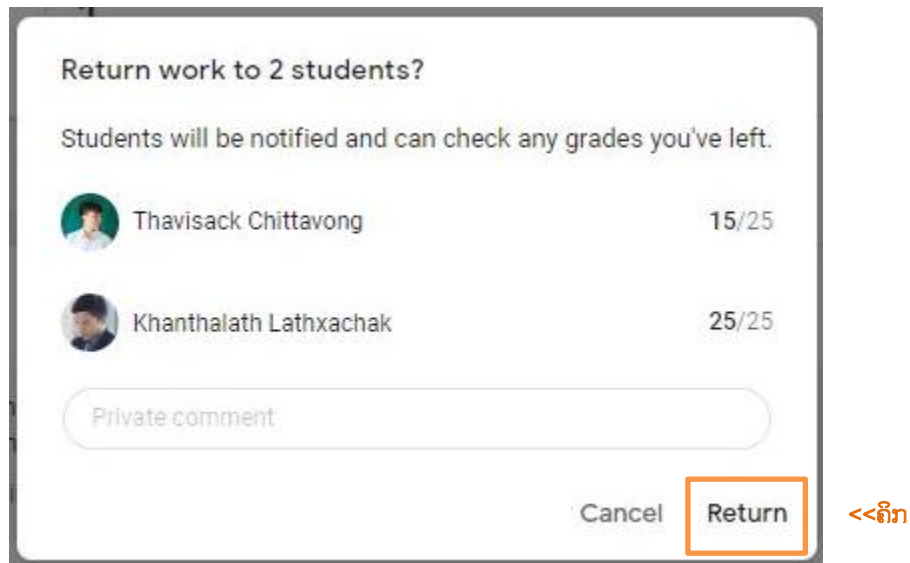 Return work to 2 students?
Students will be notified and can check any grades you've left.
Thavisack Chittavong 15/25
Khanthalath Lathxachak 25/25
Private comment
Cancel Return <<ຄິກ